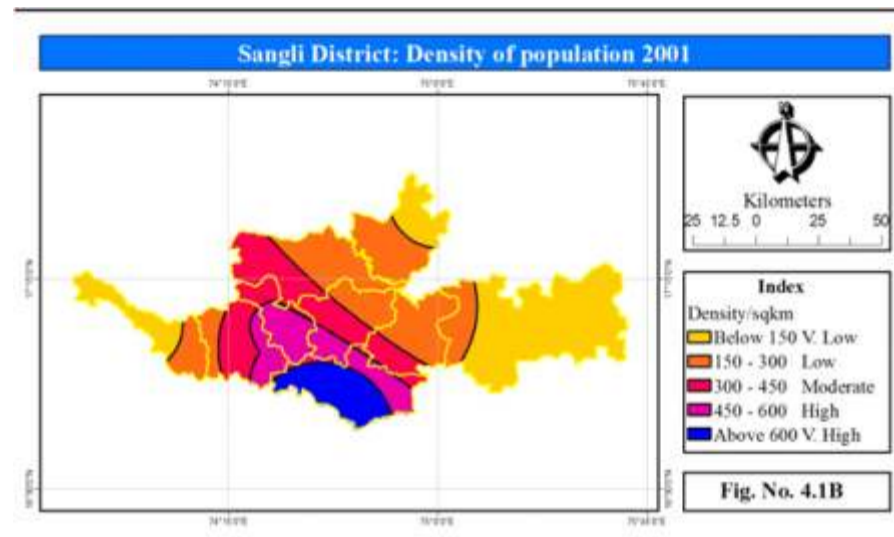 Sangli District: Density of population 2001
Kilometers
25 12.5 0 25 50
Index
Density/sqkm
Below 150 V. Low
150 - 300 Low
300 - 450 Moderate
450 - 600 High
Above 600 V. High
Fig. No. 4.1B